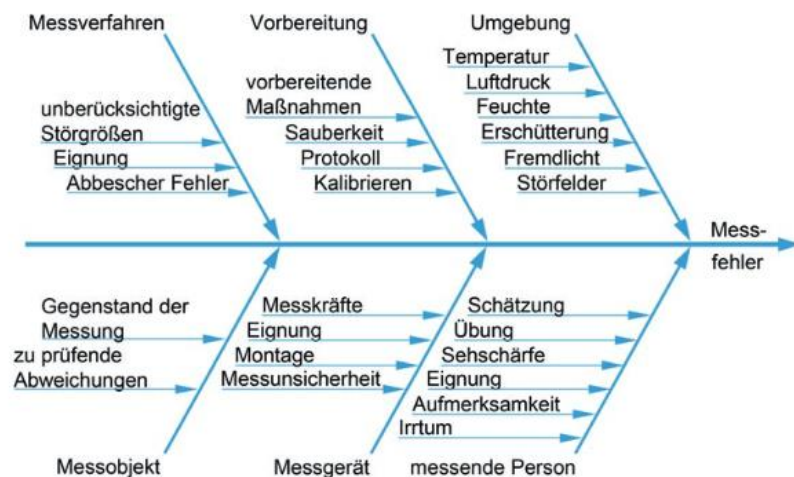 Messverfahren
Vorbereitung
Umgebung
unberücksichtigte
Störgrößen
Eignung
Abbescher Fehler
vorbereitende
Maßnahmen
Sauberkeit
Protokoll
Kalibrieren
Temperatur
Luftdruck
Feuchte
Erschütterung
Fremdlicht
Störfelder
Mess-
fehler
Gegenstand der
Messung
zu prüfende
Abweichungen
Messkräfte
Eignung
Montage
Messunsicherheit
Schätzung
Übung
Sehschärfe
Eignung
Aufmerksamkeit
Irrtum
Messobjekt
Messgerät
messende Person